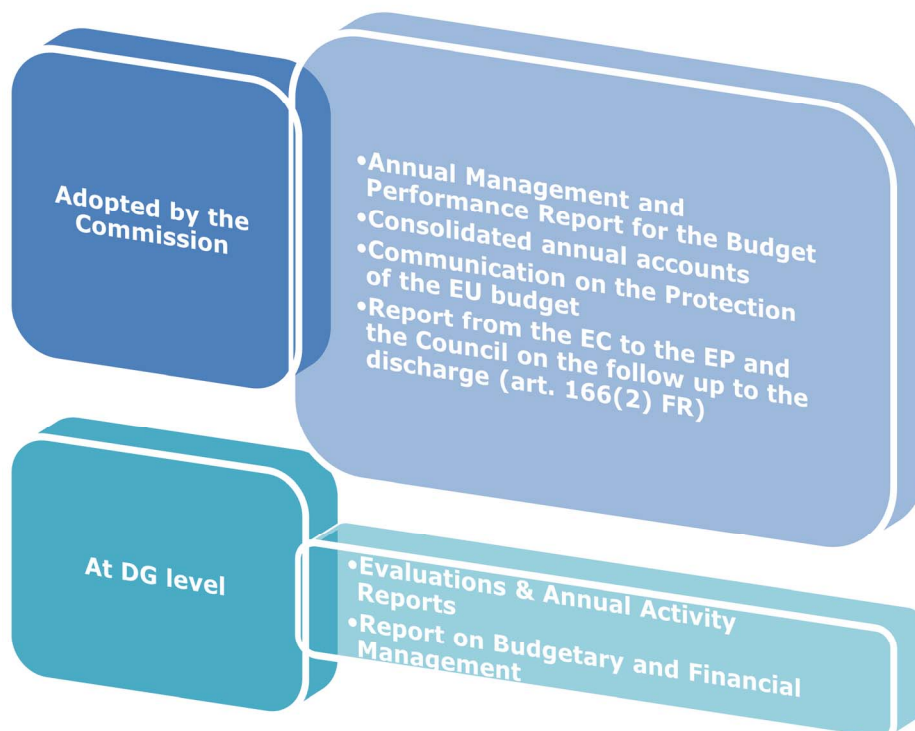 Adopted by the
Commission
•Annual Management and
Performance Report for the Budget
•Consolidated annual accounts
•Communication on the Protection
of the EU budget
•Report from the EC to the EP and
the Council on the follow up to the
discharge (art. 166(2) FR)
At DG level
•Evaluations & Annual Activity
Reports
•Report on Budgetary and Financial
Management